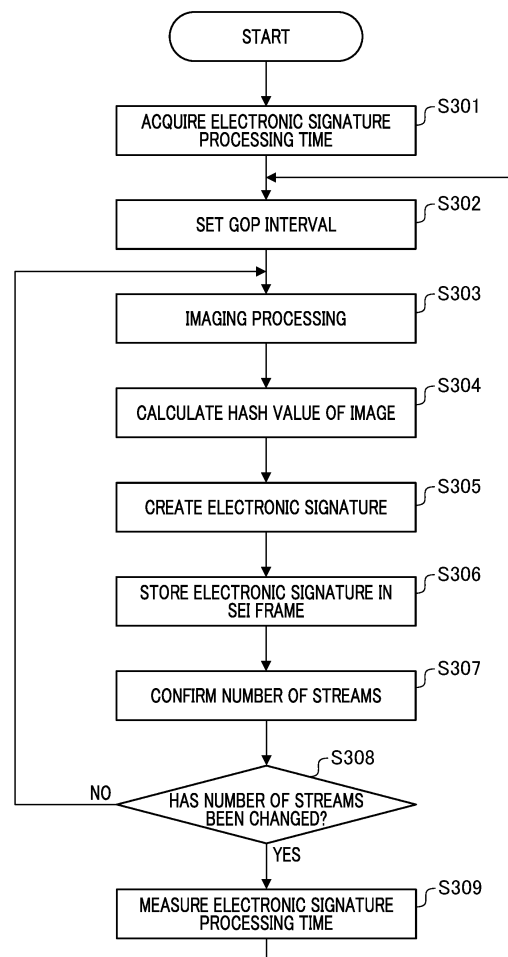 START
S301
ACQUIRE ELECTRONIC SIGNATURE
PROCESSING TIME
S302
SET GOP INTERVAL
S303
IMAGING PROCESSING
S304
CALCULATE HASH VALUE OF IMAGE
S305
CREATE ELECTRONIC SIGNATURE
S306
STORE ELECTRONIC SIGNATURE IN
SEI FRAME
S307
CONFIRM NUMBER OF STREAMS
S308
NO
HAS NUMBER OF STREAMS
BEEN CHANGED?
YES
S309
MEASURE ELECTRONIC SIGNATURE
PROCESSING TIME